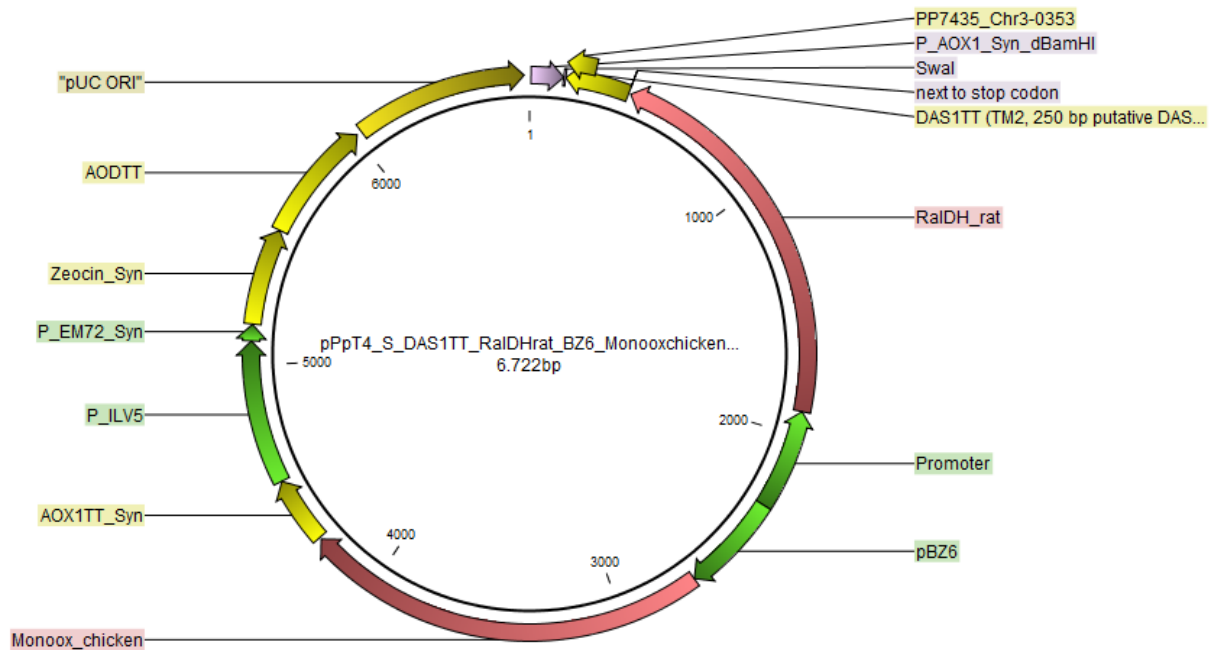 PP7435_Chr3-0353
P_AOX1_Syn_dBamHI
SwaI
next to stop codon
DAS1TT (TM2, 250 bp putative DAS...
"pUC ORI"
1
AODTT
6000
1000
RalDH_rat
Zeocin_Syn
P_EM72_Syn
pPpT4_S_DAS1TT_RalDHrat_BZ6_Monooxchicken...
6.722bp
5000
P_ILV5
2000
Promoter
AOX1TT_Syn
4000
3000
pBZ6
Monoox_chicken